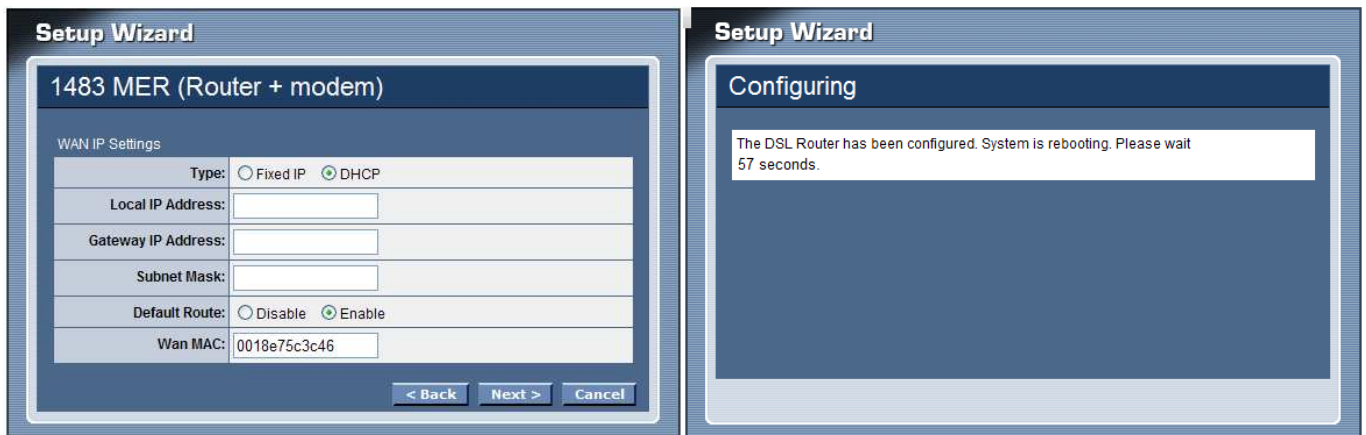 Setup Wizard
1483 MER (Router + modem)
WAN IP Settings
Type: Fixed IP DHCP
Local IP Address:
Gateway IP Address:
Subnet Mask:
Default Route: Disable Enable
Wan MAC: 0018e75c3c46
< Back Next > Cancel
Setup Wizard
Configuring
The DSL Router has been configured. System is rebooting. Please wait
57 seconds.